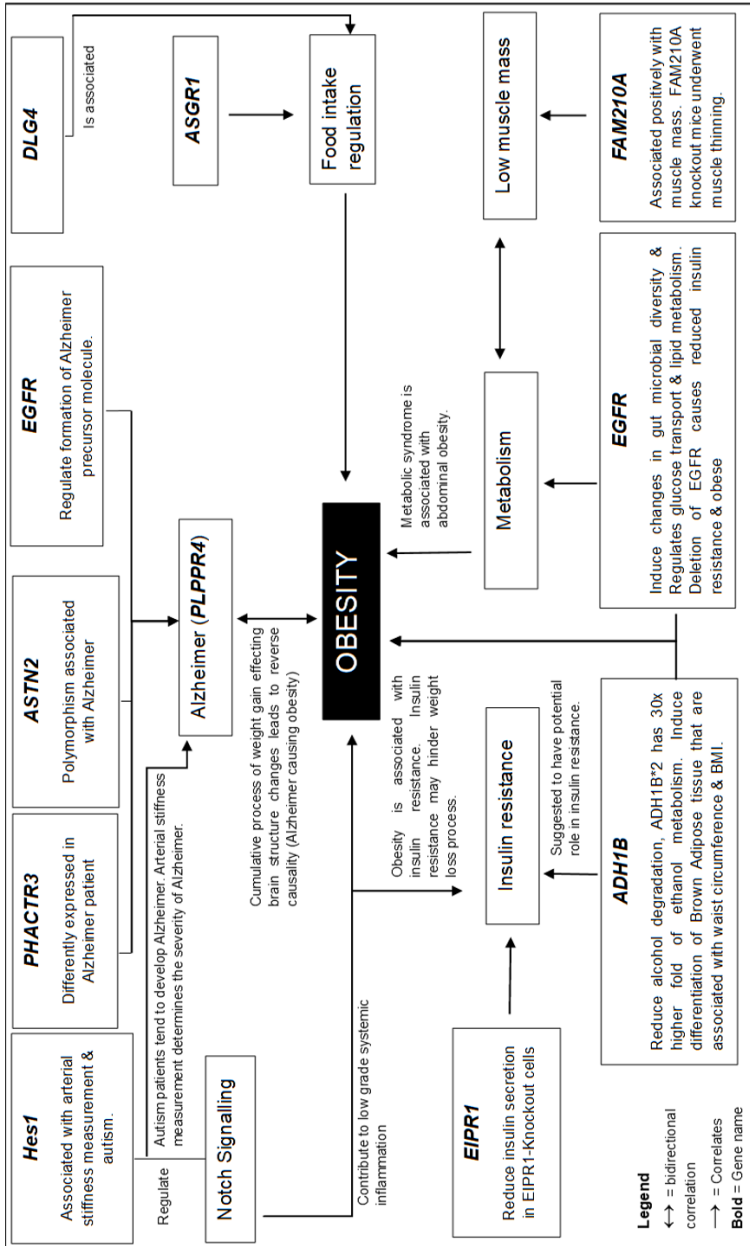 Hes1
Associated with arterial
stiffness measurement &
autism.
PHACTR3
Differently expressed in
Alzheimer patient
ASTN2
Polymorphism associated
with Alzheimer
EGFR
Regulate formation of Alzheimer
precursor molecule.
DLG4
Is associated
Regulate
Autism patients tend to develop Alzheimer. Arterial stiffness
measurement determines the severity of Alzheimer.
Notch Signalling
Alzheimer (PLPPR4)
ASGR1
Cumulative process of weight gain effecting
brain structure changes leads to reverse
causality (Alzheimer causing obesity)
Food intake
regulation
Contribute to low grade systemic
inflammation
OBESITY
Obesity is associated with
insulin resistance. Insulin
resistance may hinder weight
loss process.
Metabolic syndrome is
associated with
abdominal obesity.
EIPR1
Reduce insulin secretion
in EIPR1-Knockout cells
Insulin resistance
Metabolism
Low muscle mass
Suggested to have potential
role in insulin resistance.
ADH1B
Reduce alcohol degradation, ADH1B*2 has 30x
higher fold of ethanol metabolism. Induce
differentiation of Brown Adipose tissue that are
associated with waist circumference & BMI.
EGFR
Induce changes in gut microbial diversity &
Regulates glucose transport & lipid metabolism.
Deletion of EGFR causes reduced insulin
resistance & obese
FAM210A
Associated positively with
muscle mass. FAM210A
knockout mice underwent
muscle thinning.
Legend
↔ = bidirectional
correlation
→ = Correlates
Bold = Gene name